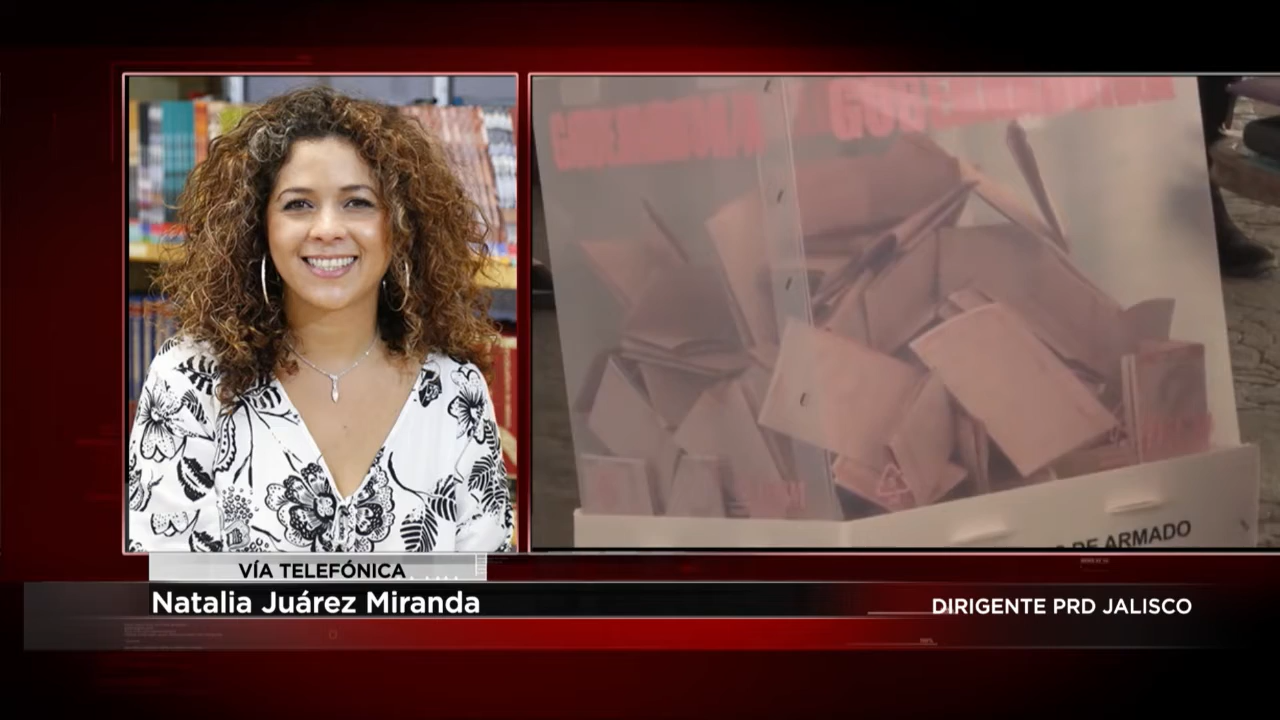 GUBERNATURA
VÍA TELEFÓNICA
Natalia Juárez Miranda
DIRIGENTE PRD JALISCO
DE ARMADO